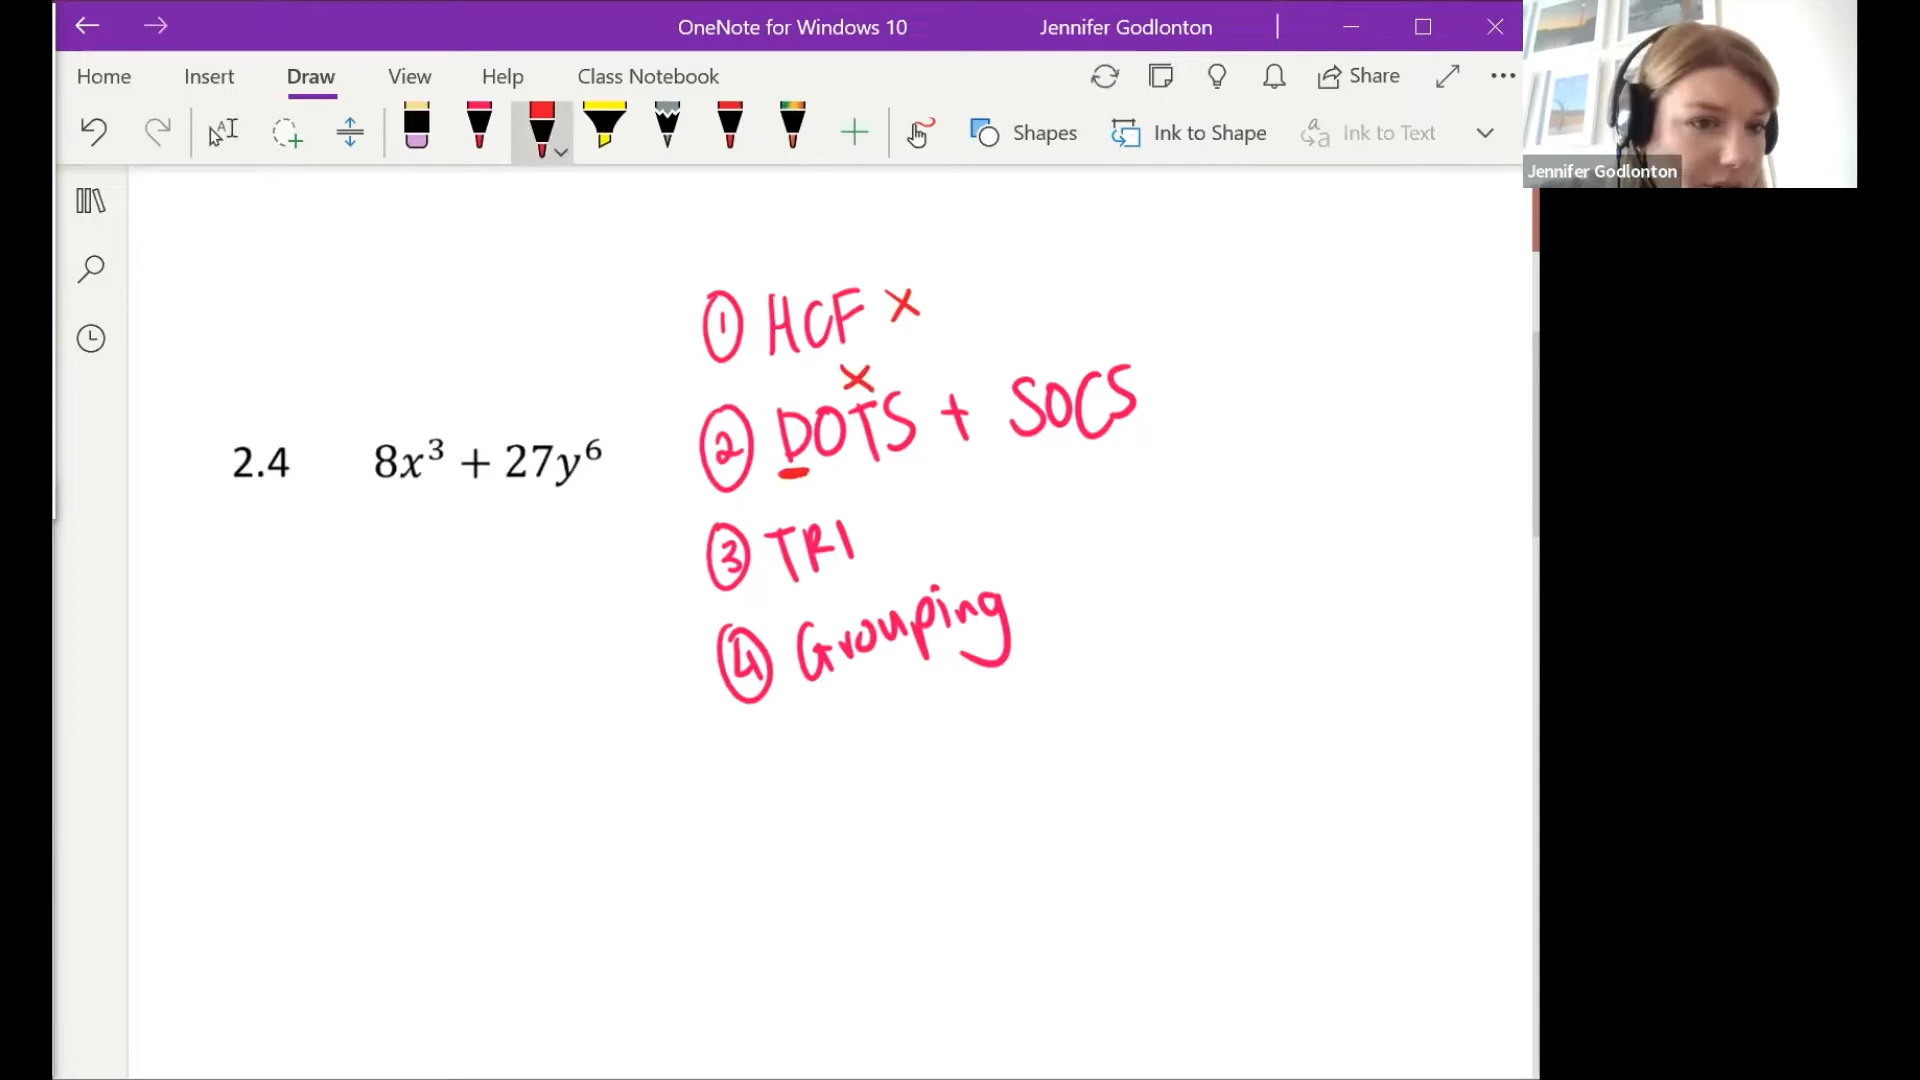 OneNote for Windows 10
Jennifer Godlonton
Home Insert Draw View Help Class Notebook
Share
Shapes Ink to Shape Ink to Text
Jennifer Godlonton
① HCF ×
×
② DOTS + SOCS
2.4 8x³ + 27y⁶
③ TRI
④ Grouping